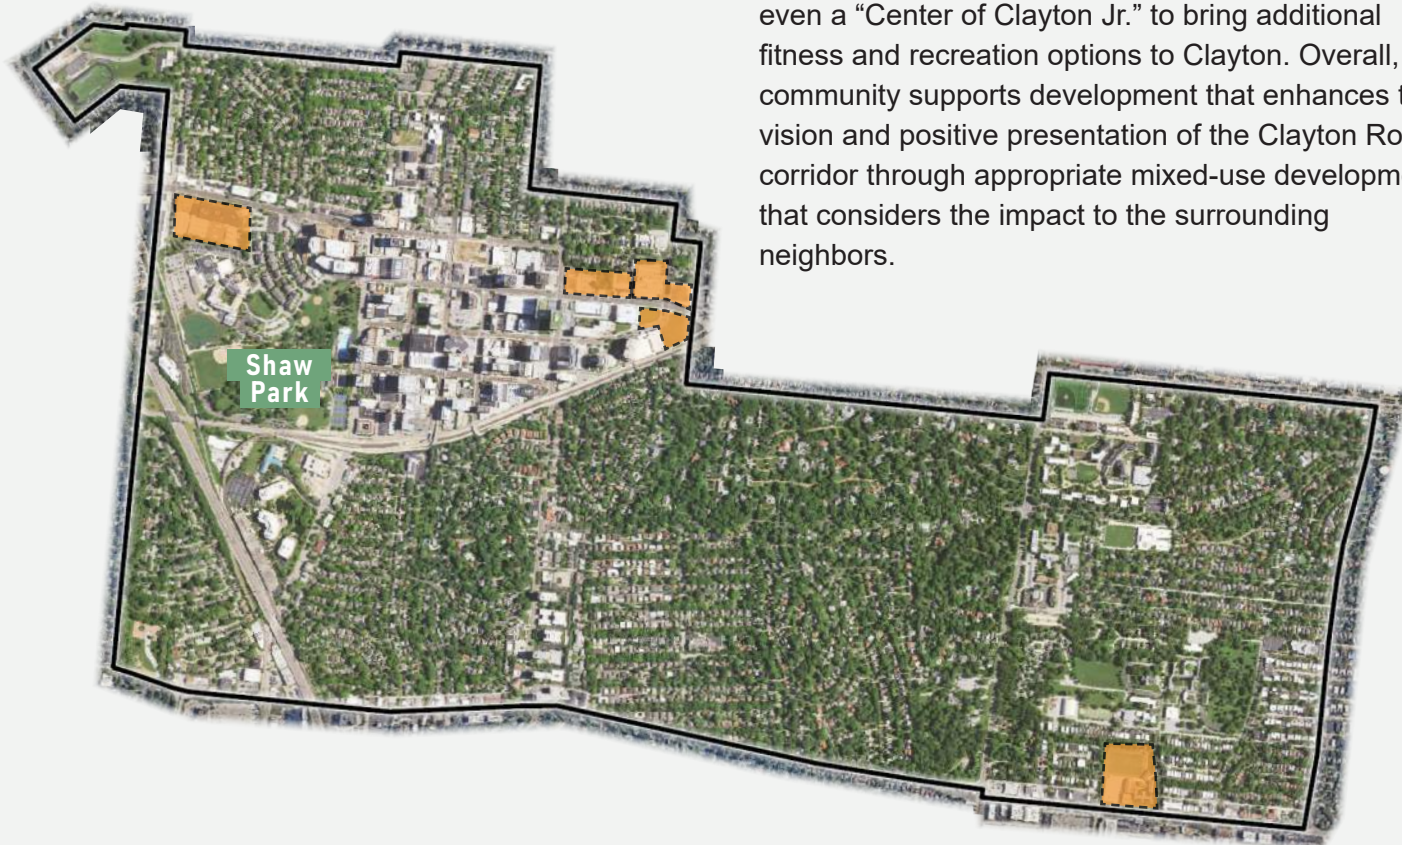 even a “Center of Clayton Jr.” to bring additional
fitness and recreation options to Clayton. Overall,
community supports development that enhances
vision and positive presentation of the Clayton
corridor through appropriate mixed-use
that considers the impact to the surrounding
neighbors.
Shaw
Park